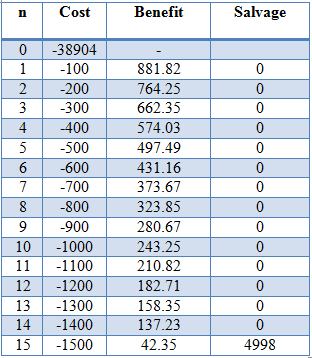 n Cost Benefit Salvage
0 -38904 -
1 -100 881.82 0
2 -200 764.25 0
3 -300 662.35 0
4 -400 574.03 0
5 -500 497.49 0
6 -600 431.16 0
7 -700 373.67 0
8 -800 323.85 0
9 -900 280.67 0
10 -1000 243.25 0
11 -1100 210.82 0
12 -1200 182.71 0
13 -1300 158.35 0
14 -1400 137.23 0
15 -1500 42.35 4998